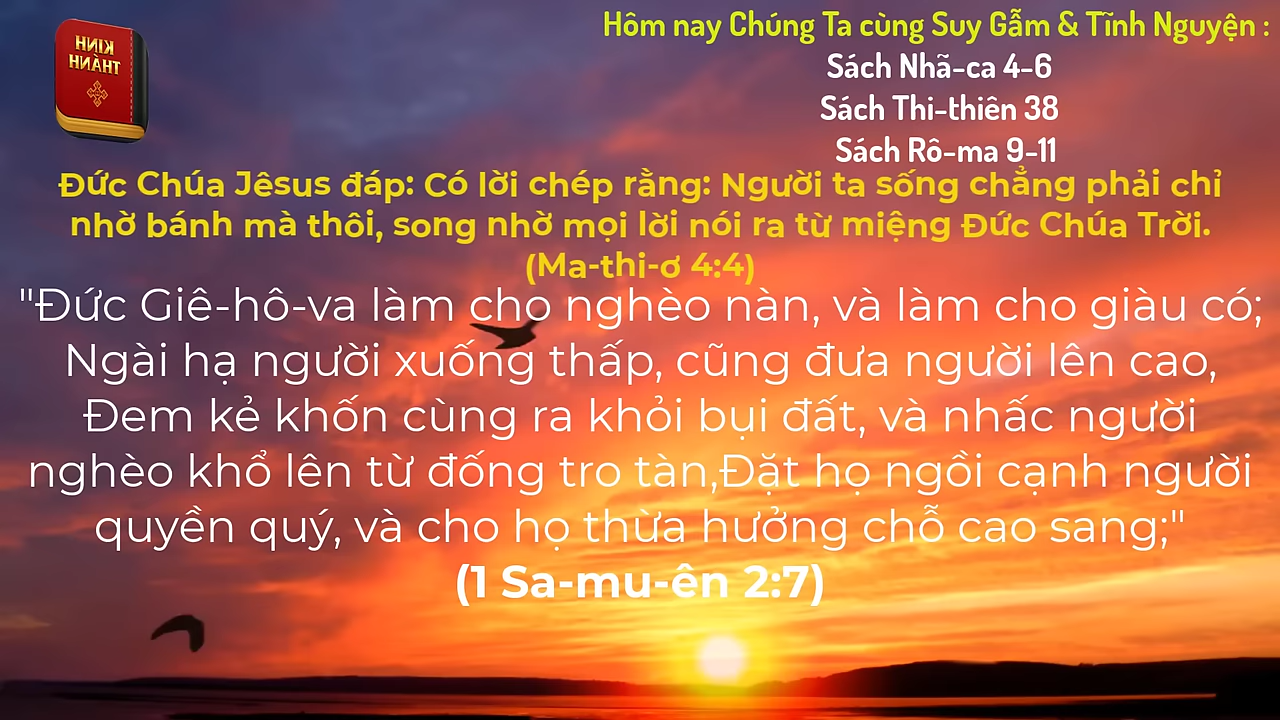 KINH
THÁNH
Hôm nay Chúng Ta cùng Suy Gẫm & Tĩnh Nguyện :
Sách Nhã-ca 4-6
Sách Thi-thiên 38
Sách Rô-ma 9-11
Đức Chúa Jêsus đáp: Có lời chép rằng: Người ta sống chẳng phải chỉ
nhờ bánh mà thôi, song nhờ mọi lời nói ra từ miệng Đức Chúa Trời.
(Ma-thi-ơ 4:4)
"Đức Giê-hô-va làm cho nghèo nàn, và làm cho giàu có;
Ngài hạ người xuống thấp, cũng đưa người lên cao,
Đem kẻ khốn cùng ra khỏi bụi đất, và nhấc người
nghèo khổ lên từ đống tro tàn,Đặt họ ngồi cạnh người
quyền quý, và cho họ thừa hưởng chỗ cao sang;"
(1 Sa-mu-ên 2:7)